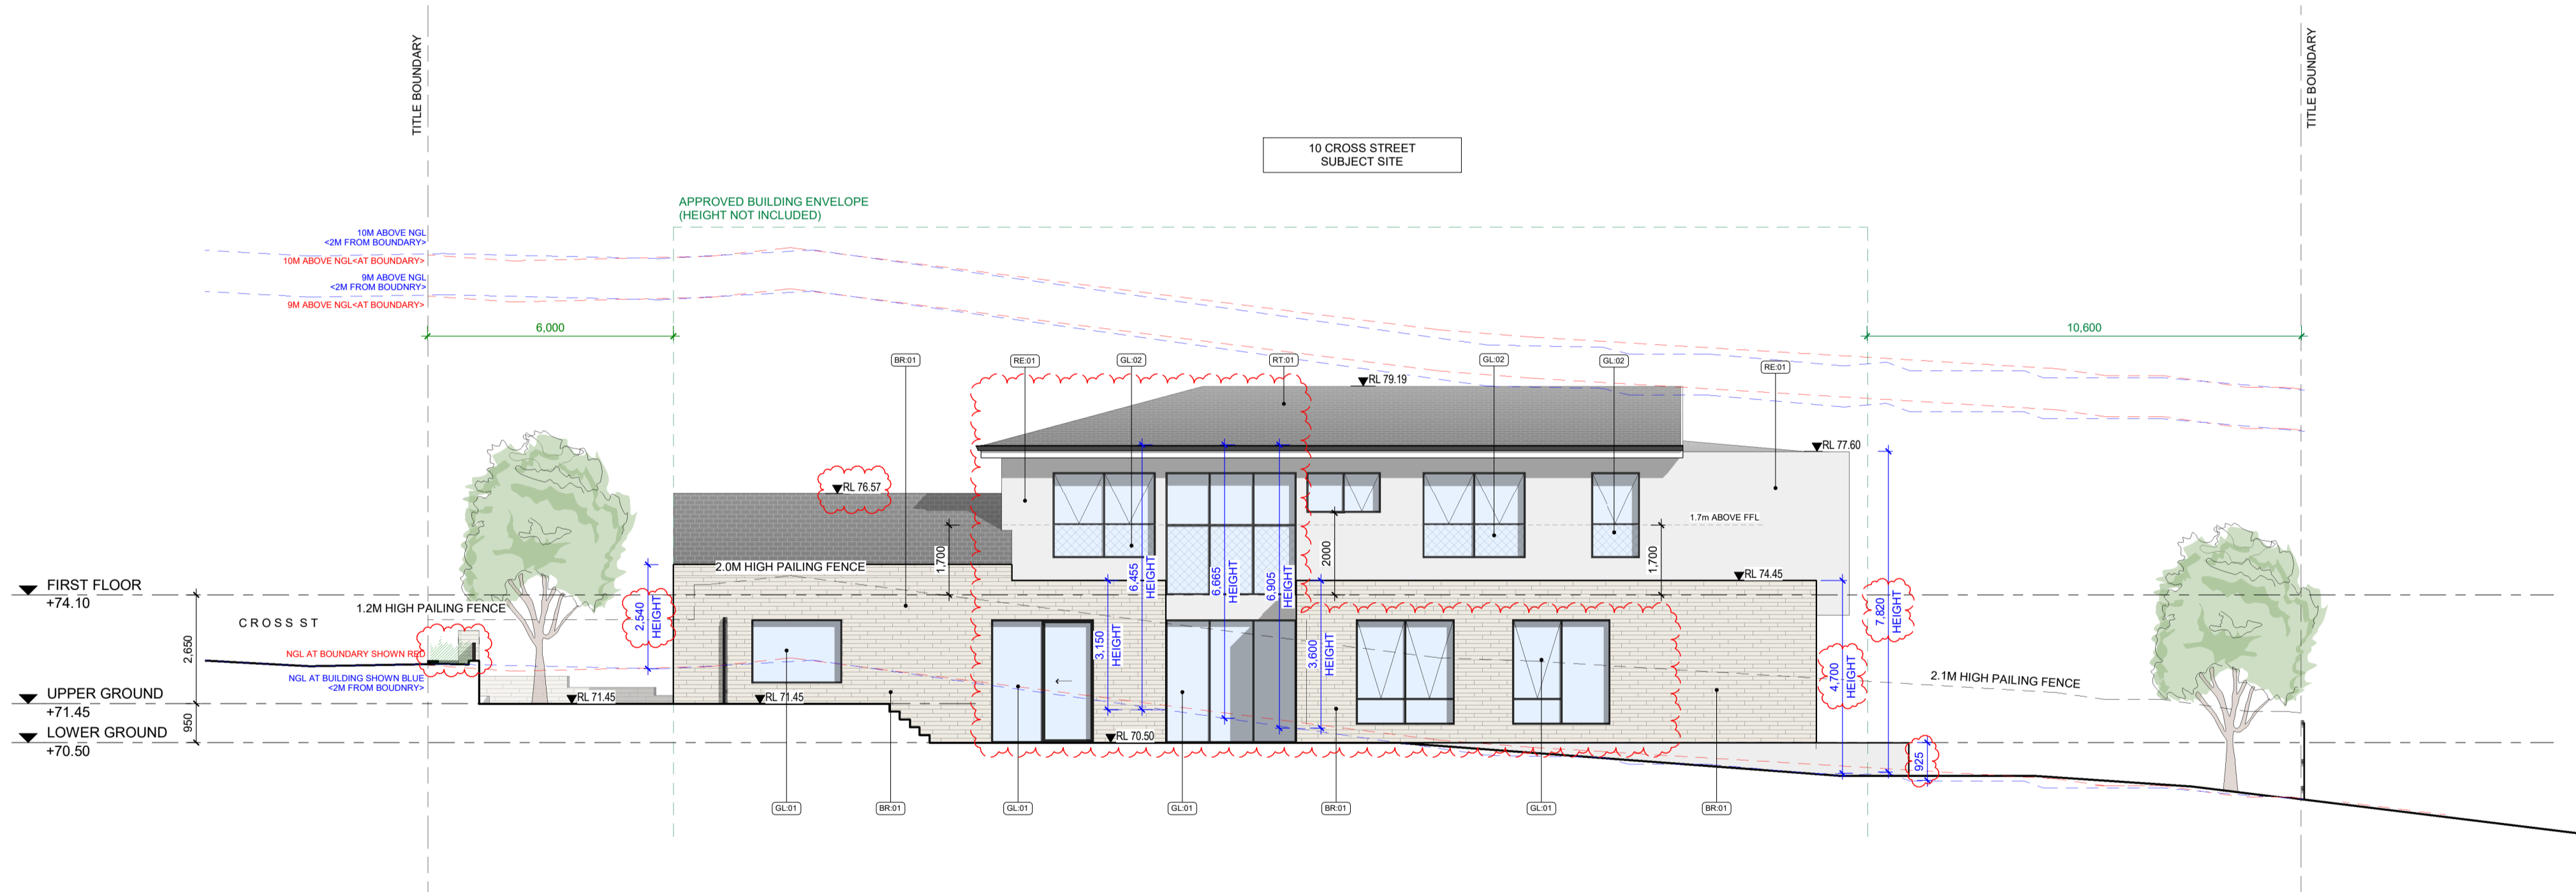 TITLE BOUNDARY
TITLE BOUNDARY
10 CROSS STREET
SUBJECT SITE
APPROVED BUILDING ENVELOPE
(HEIGHT NOT INCLUDED)
10M ABOVE NGL
<2M FROM BOUNDARY>
10M ABOVE NGL<AT BOUNDARY>
9M ABOVE NGL
<2M FROM BOUDNRY>
9M ABOVE NGL<AT BOUNDARY>
6,000
10,600
BR:01
RE:01
GL:02
RT:01
GL:02
GL:02
RE:01
RL 79.19
RL 77.60
RL 76.57
1.7m ABOVE FFL
1,700
2000
1,700
2.0M HIGH PAILING FENCE
6,455
HEIGHT
6,665
HEIGHT
6,905
HEIGHT
RL 74.45
FIRST FLOOR
+74.10
1.2M HIGH PAILING FENCE
CROSS ST
2,540
HEIGHT
7,820
HEIGHT
2,650
3,150
HEIGHT
3,600
HEIGHT
4,700
HEIGHT
NGL AT BOUNDARY SHOWN RED
NGL AT BUILDING SHOWN BLUE
<2M FROM BOUDNRY>
2.1M HIGH PAILING FENCE
UPPER GROUND
+71.45
RL 71.45
RL 71.45
950
LOWER GROUND
+70.50
RL 70.50
925
GL:01
BR:01
GL:01
GL:01
BR:01
GL:01
BR:01